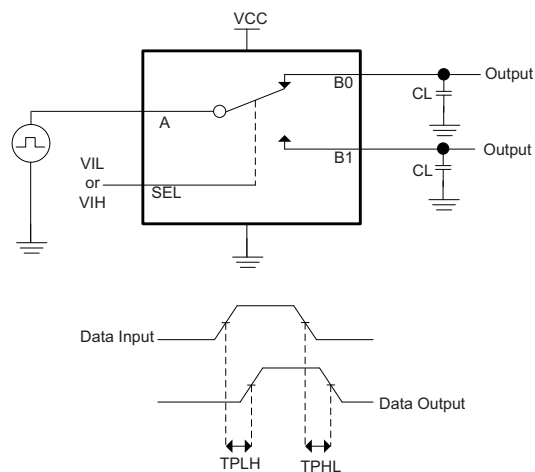 VCC
B0
Output
CL
A
VIL
or
VIH
SEL
B1
Output
CL
Data Input
Data Output
TPLH
TPHL